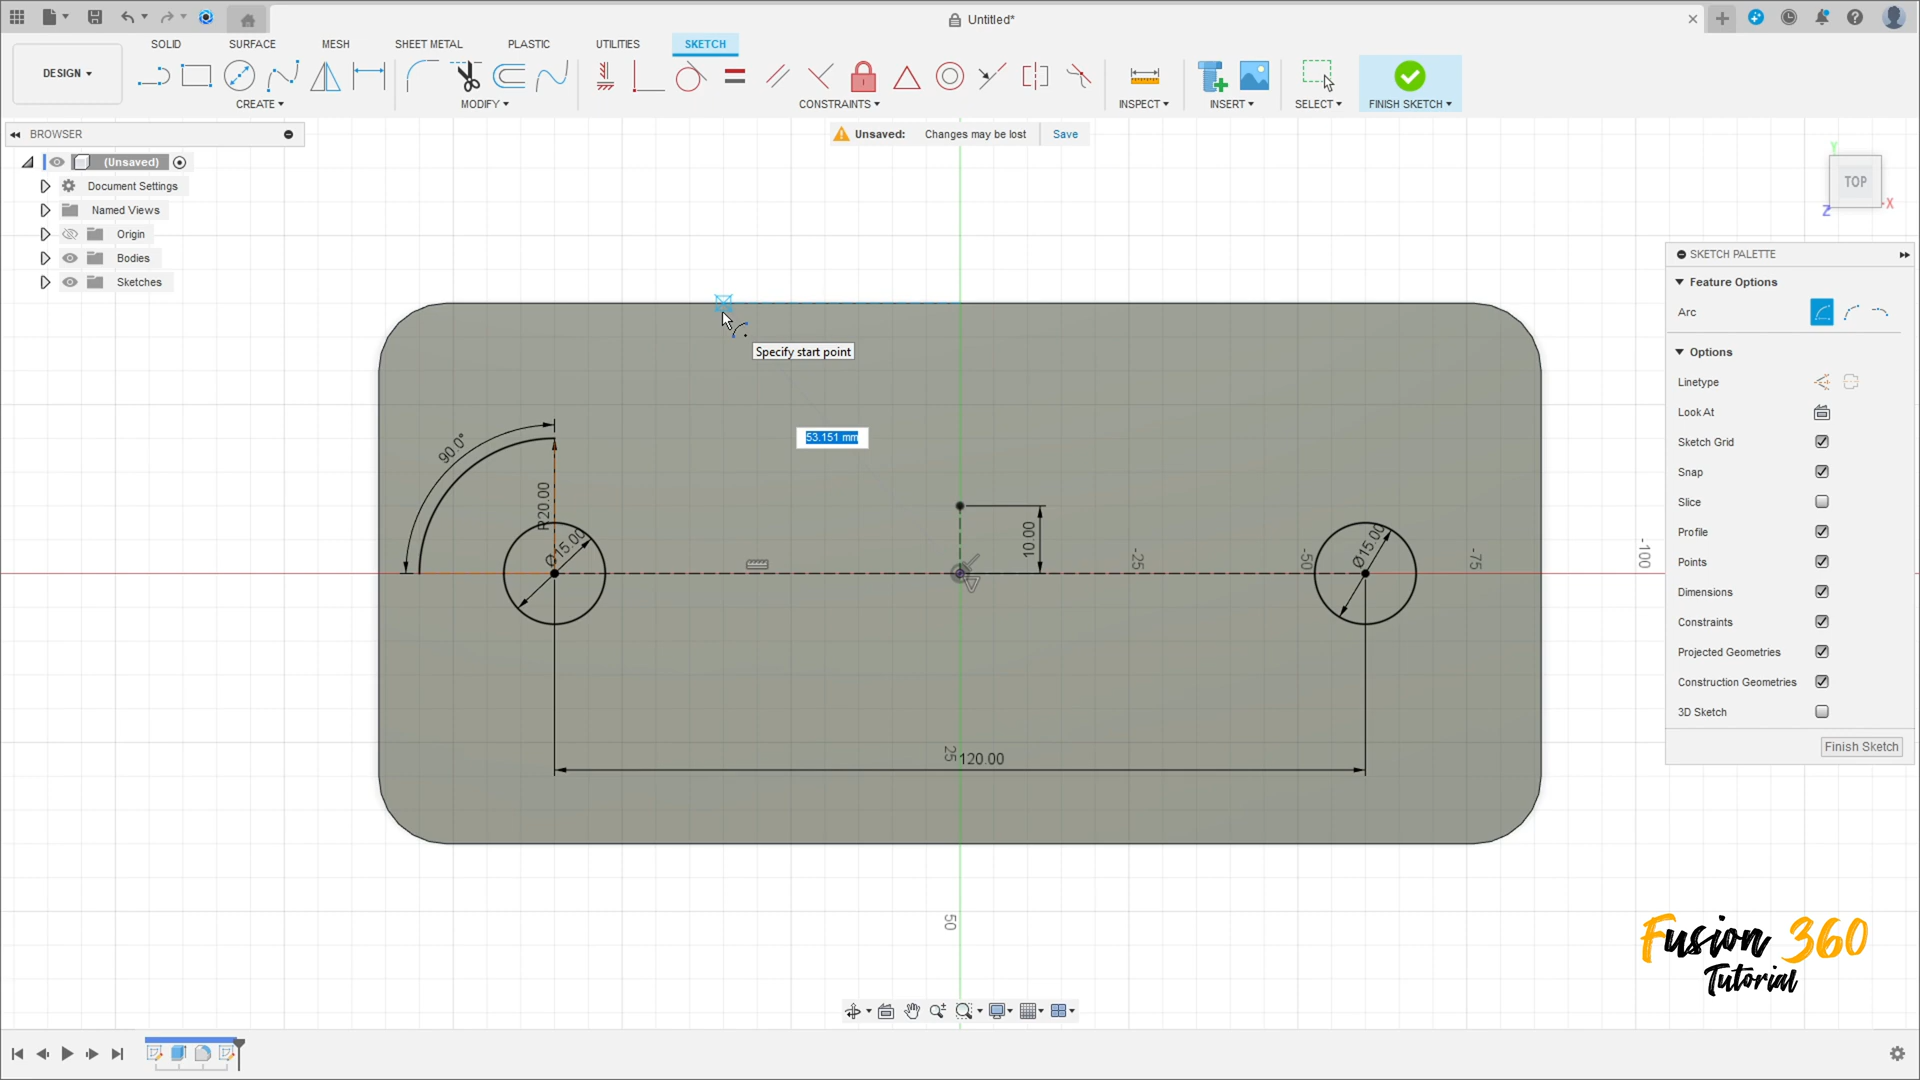 Untitled*
SOLID
SURFACE
MESH
SHEET METAL
PLASTIC
UTILITIES
SKETCH
DESIGN
CREATE
MODIFY
CONSTRAINTS
INSPECT
INSERT
SELECT
FINISH SKETCH
BROWSER
Unsaved: Changes may be lost Save
(Unsaved)
Document Settings
Named Views
Origin
Bodies
Sketches
Y
TOP
X
Z
SKETCH PALETTE
Feature Options
Arc
Options
Linetype
Look At
Sketch Grid
Snap
Slice
Profile
Points
Dimensions
Constraints
Projected Geometries
Construction Geometries
3D Sketch
Finish Sketch
Specify start point
53.151 mm
90.0°
R20.00
Ø15.00
10.00
-25
-50
Ø15.00
-75
-100
25
120.00
50
Fusion 360
Tutorial